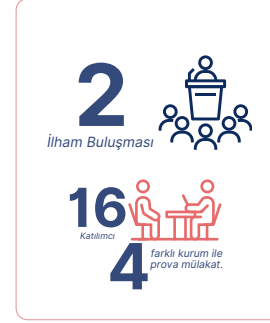 2
İlham Buluşması
16
Katılımcı
4
farklı kurum ile
prova mülakat.